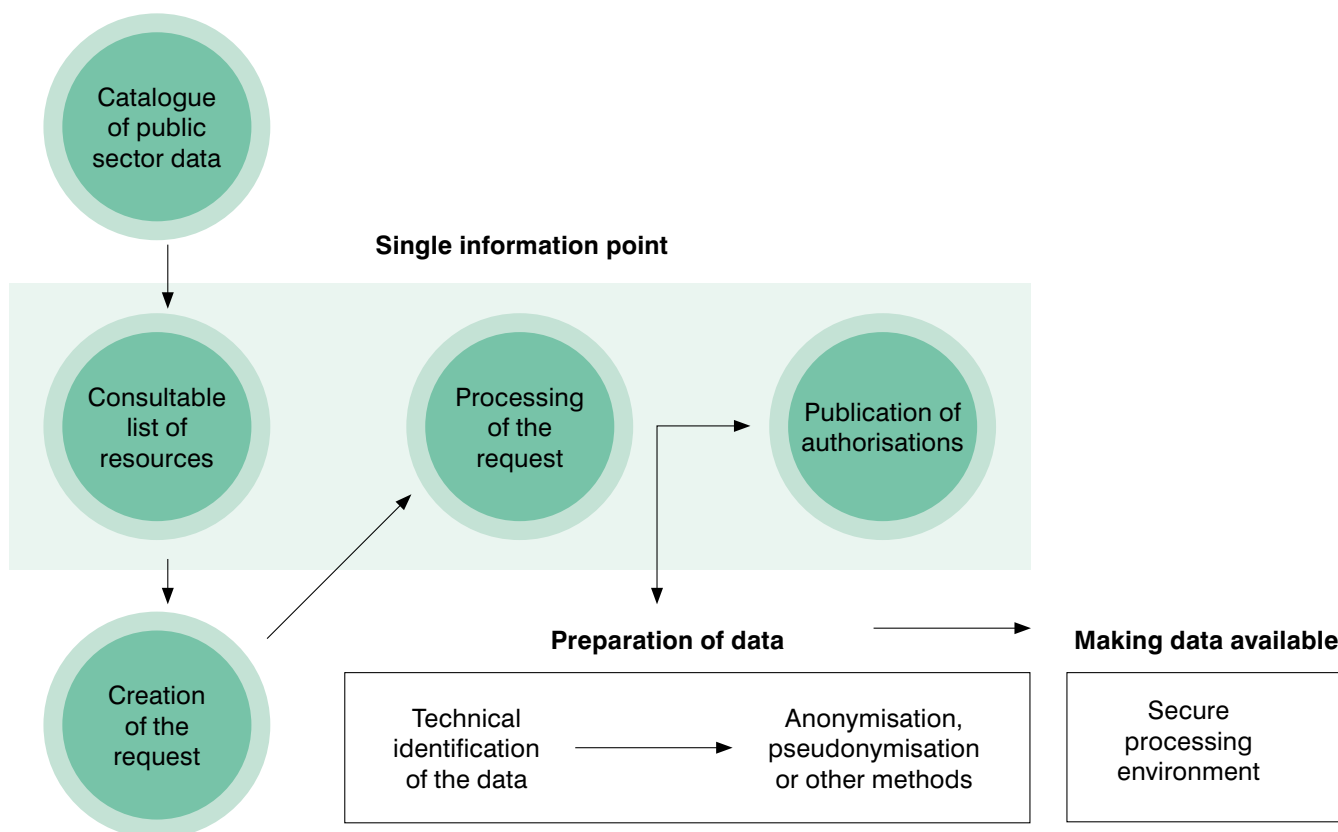 Catalogue
of public
sector data
Single information point
Consultable
list of
resources
Processing
of the
request
Publication of
authorisations
Creation
of the
request
Preparation of data
Technical
identification
of the data
Anonymisation,
pseudonymisation
or other methods
Making data available
Secure
processing
environment